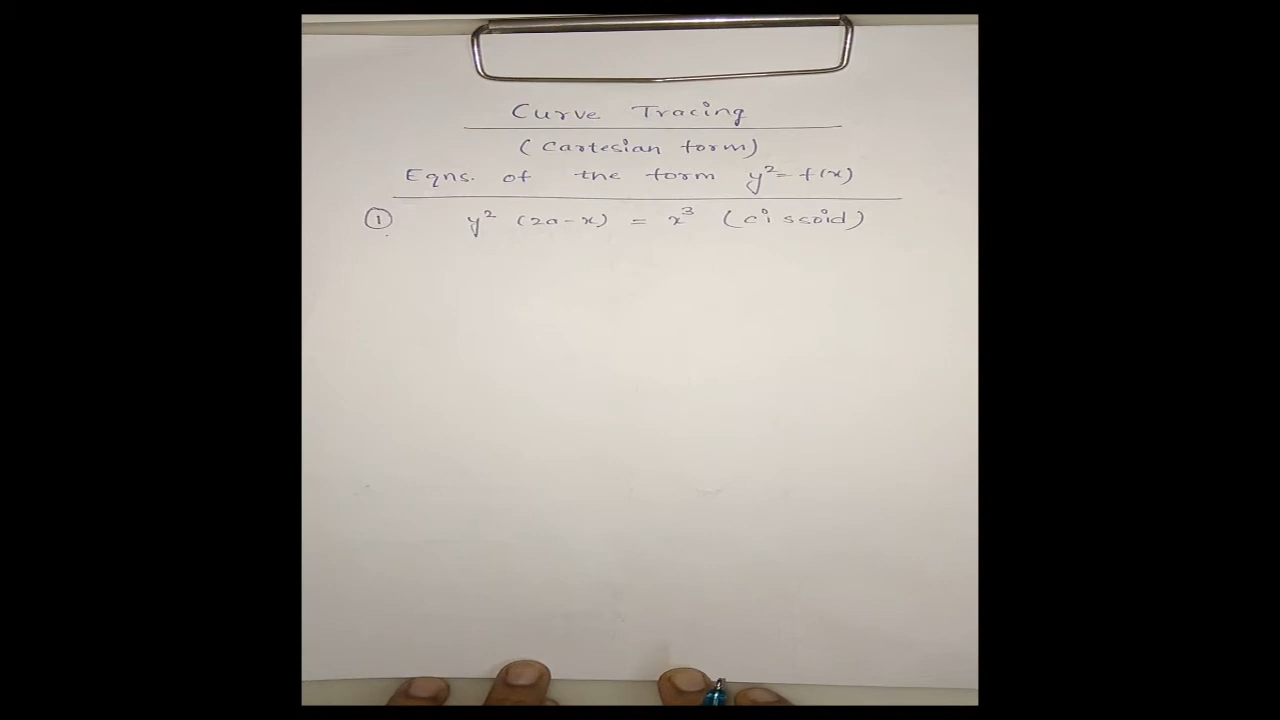 Curve Tracing
(Cartesian form)
Eqns. of the form y² = f(x)
① y² (2a-x) = x³ (cissoid)